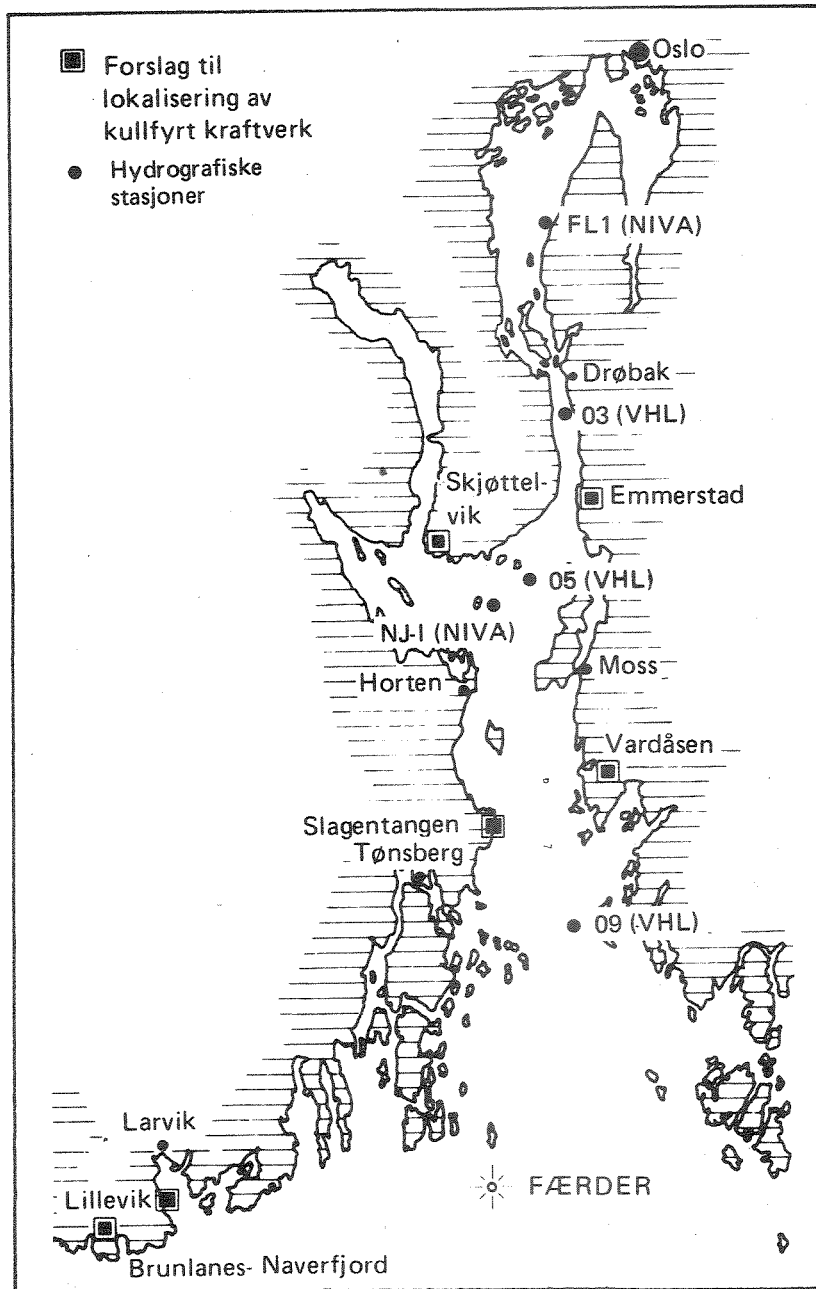 Forslag til
lokalisering av
kullfyrt kraftverk
Hydrografiske
stasjoner
Oslo
FL1 (NIVA)
Drøbak
03 (VHL)
Skjøttel-
vik
Emmerstad
05 (VHL)
NJ-I (NIVA)
Moss
Horten
Vardåsen
Slagentangen
Tønsberg
09 (VHL)
Larvik
FÆRDER
Lillevik
Brunlanes- Naverfjord